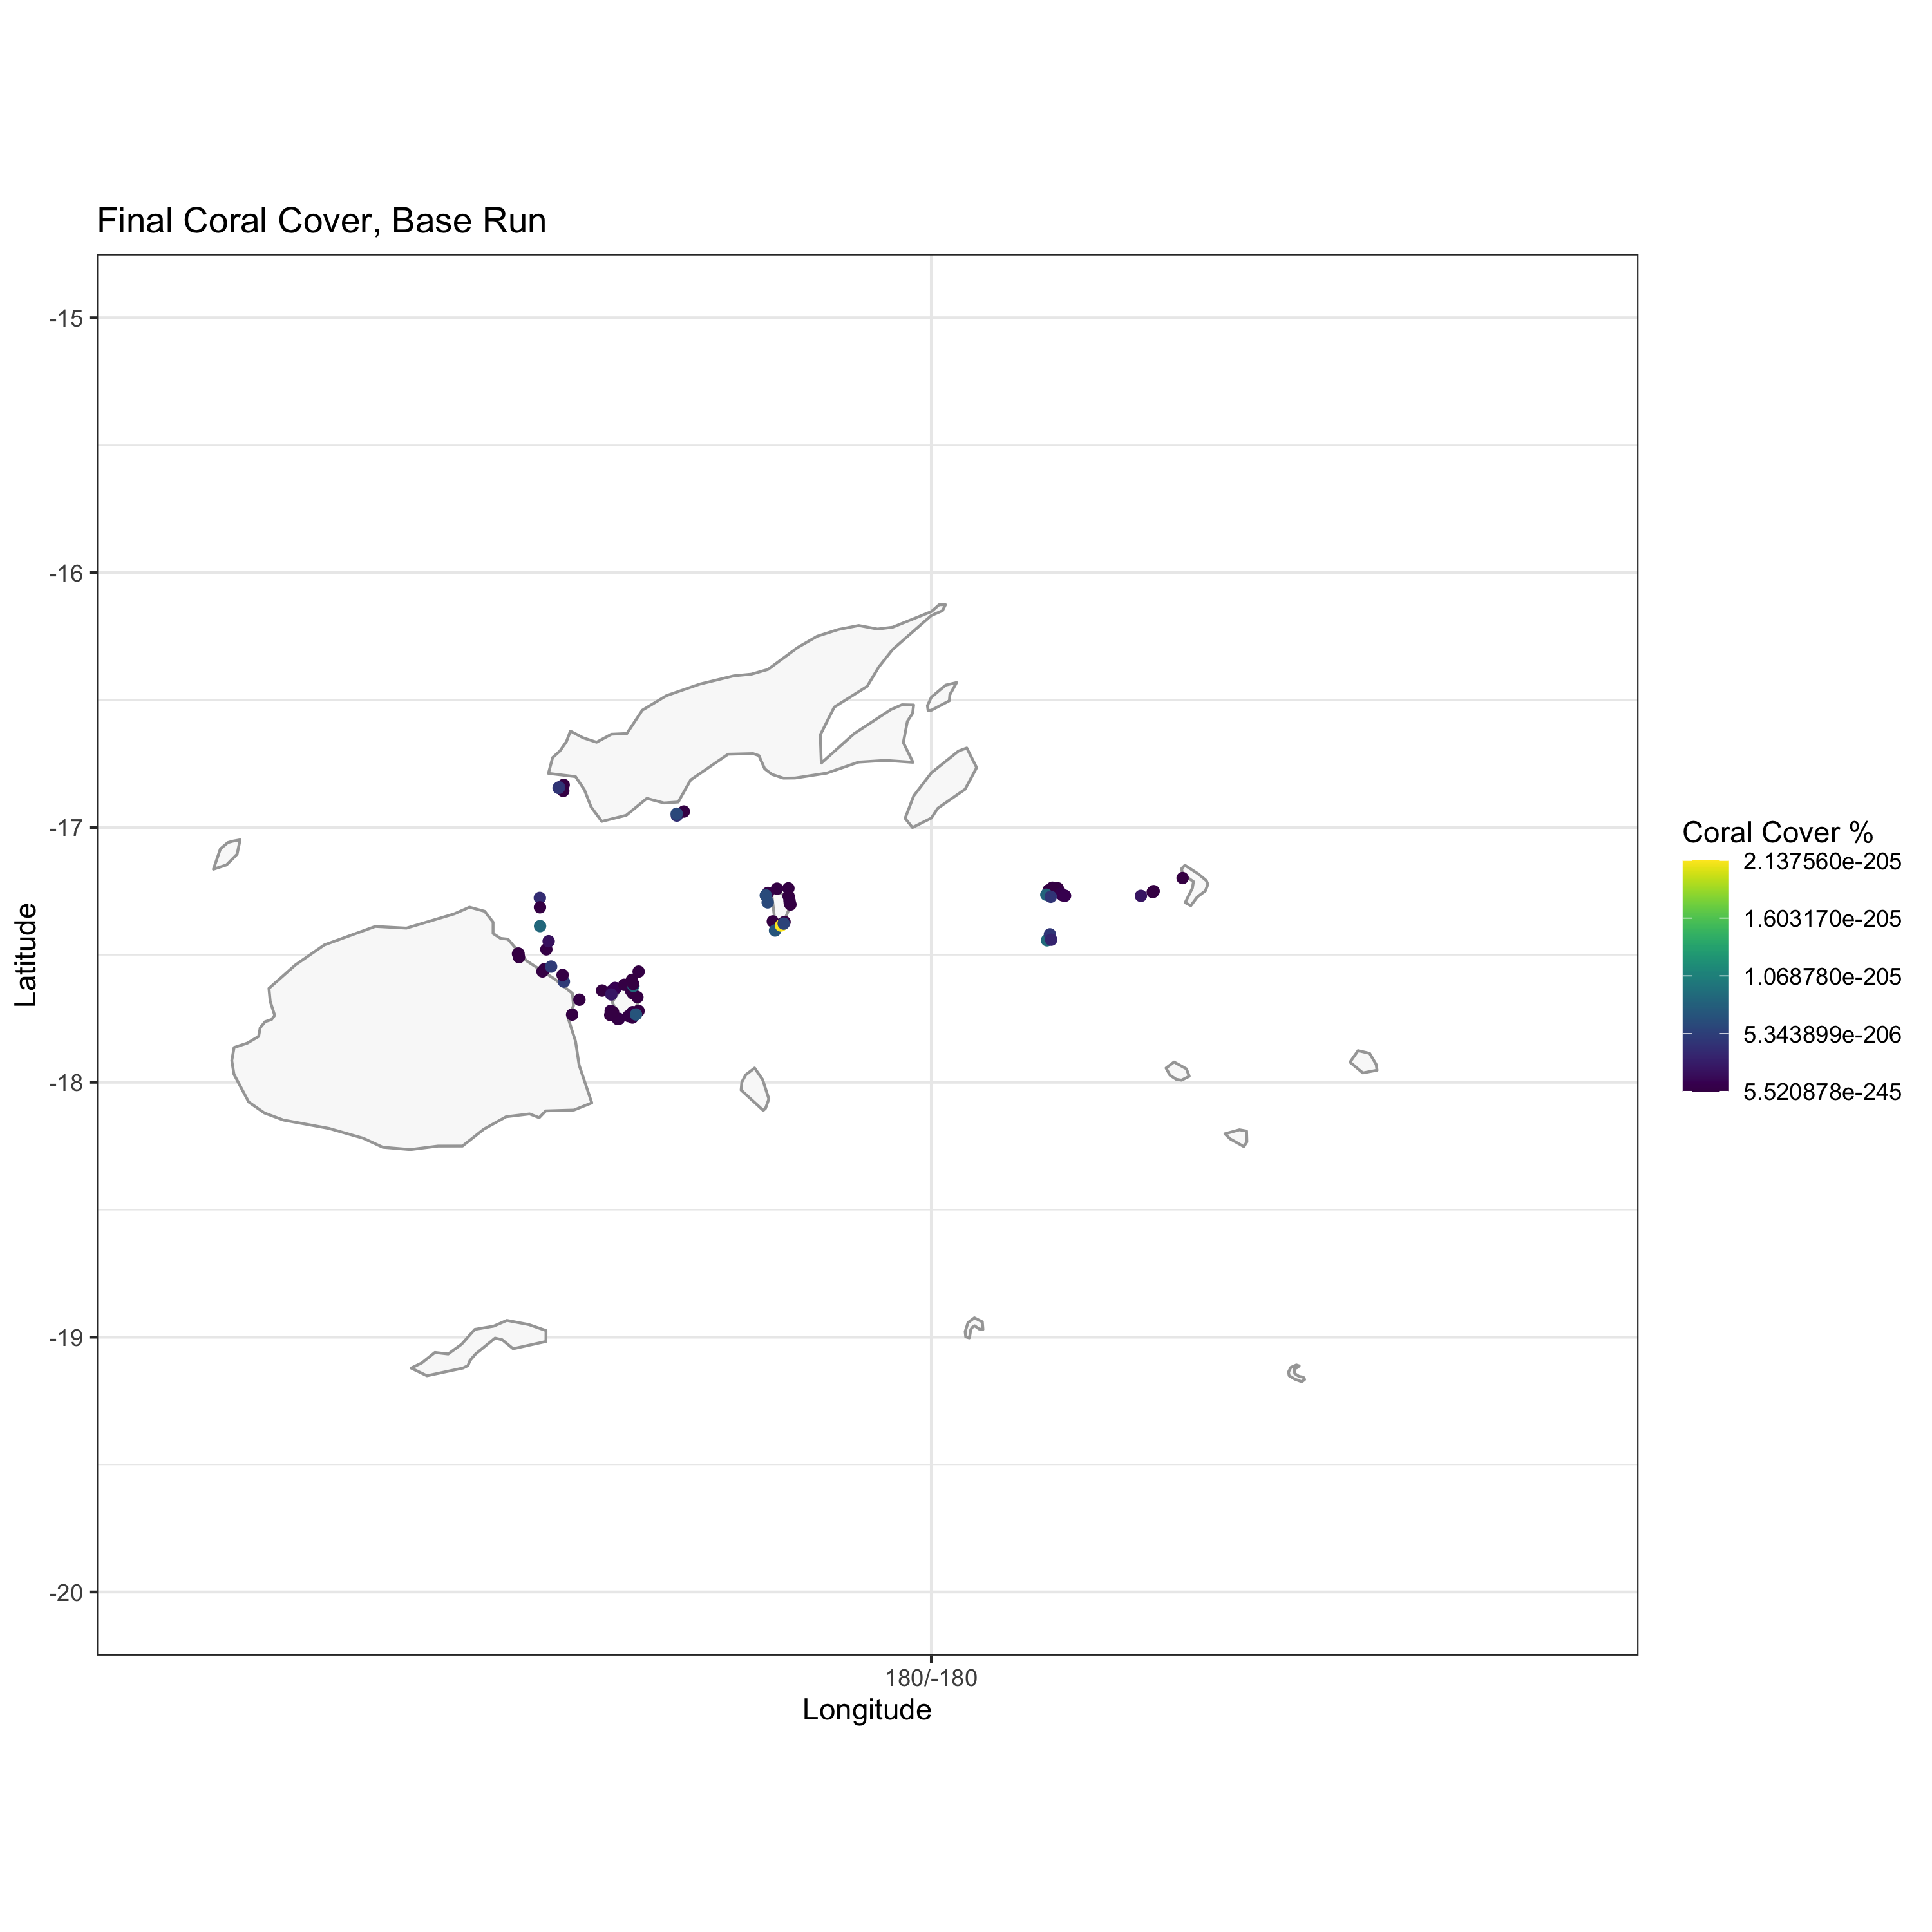 Final Coral Cover, Base Run
-15
-16
-17
-18
-19
-20
Latitude
180/-180
Longitude
Coral Cover %
2.137560e-205
1.603170e-205
1.068780e-205
5.343899e-206
5.520878e-245